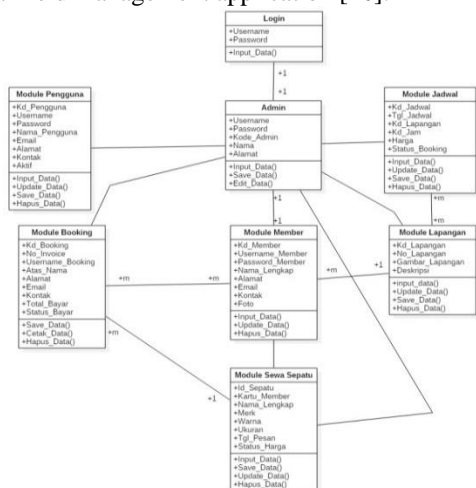 Login
+Username
+Password
+Input_Data()
+1
+1
Module Pengguna
+Kd_Pengguna
+Username
+Password
+Nama_Pengguna
+Email
+Alamat
+Kontak
+Aktif
+Input_Data()
+Update_Data()
+Save_Data()
+Hapus_Data()
Admin
+Username
+Password
+Kode_Admin
+Nama
+Alamat
+Input_Data()
+Save_Data()
+Edit_Data()
Module Jadwal
+Kd_Jadwal
+Tgl_Jadwal
+Kd_Lapangan
+Kd_Jam
+Harga
+Status_Booking
+Input_Data()
+Update_Data()
+Save_Data()
+Hapus_Data()
+1
+1
+m
+m
Module Booking
+Kd_Booking
+No_Invoice
+Username_Booking
+Atas_Nama
+Alamat
+Email
+Kontak
+Total_Bayar
+Status_Bayar
+Save_Data()
+Cetak_Data()
+Hapus_Data()
+m
+m
Module Member
+Kd_Member
+Username_Member
+Password_Member
+Nama_Lengkap
+Alamat
+Email
+Kontak
+Foto
+Input_Data()
+Update_Data()
+Hapus_Data()
+m
+1
Module Lapangan
+Kd_Lapangan
+No_Lapangan
+Gambar_Lapangan
+Deskripsi
+input_data()
+Update_Data()
+Save_Data()
+Hapus_Data()
+m
+1
Module Sewa Sepatu
+Id_Sepatu
+Kartu_Member
+Nama_Lengkap
+Merk
+Warna
+Ukuran
+Tgl_Pesan
+Status_Harga
+Input_Data()
+Save_Data()
+Update_Data()
+Hapus_Data()